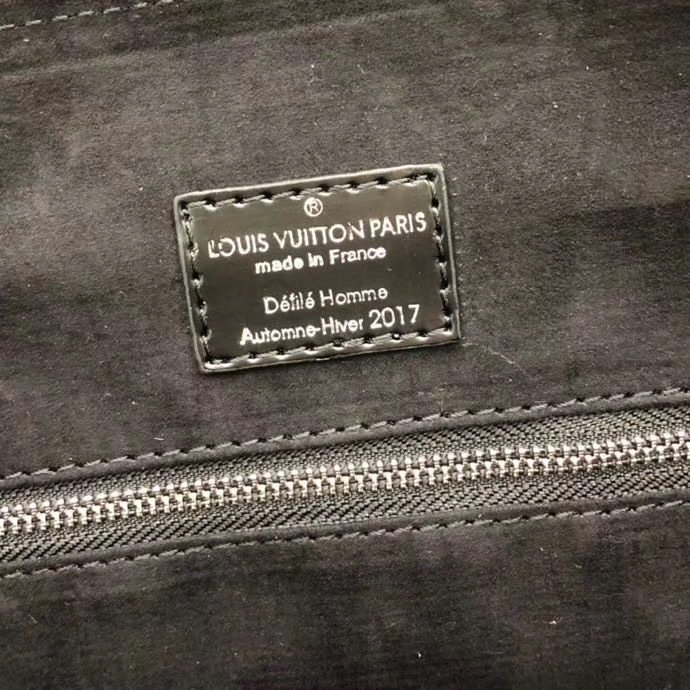 ®
LOUIS VUITTON PARIS
made in France
Défilé Homme
Automne-Hiver 2017